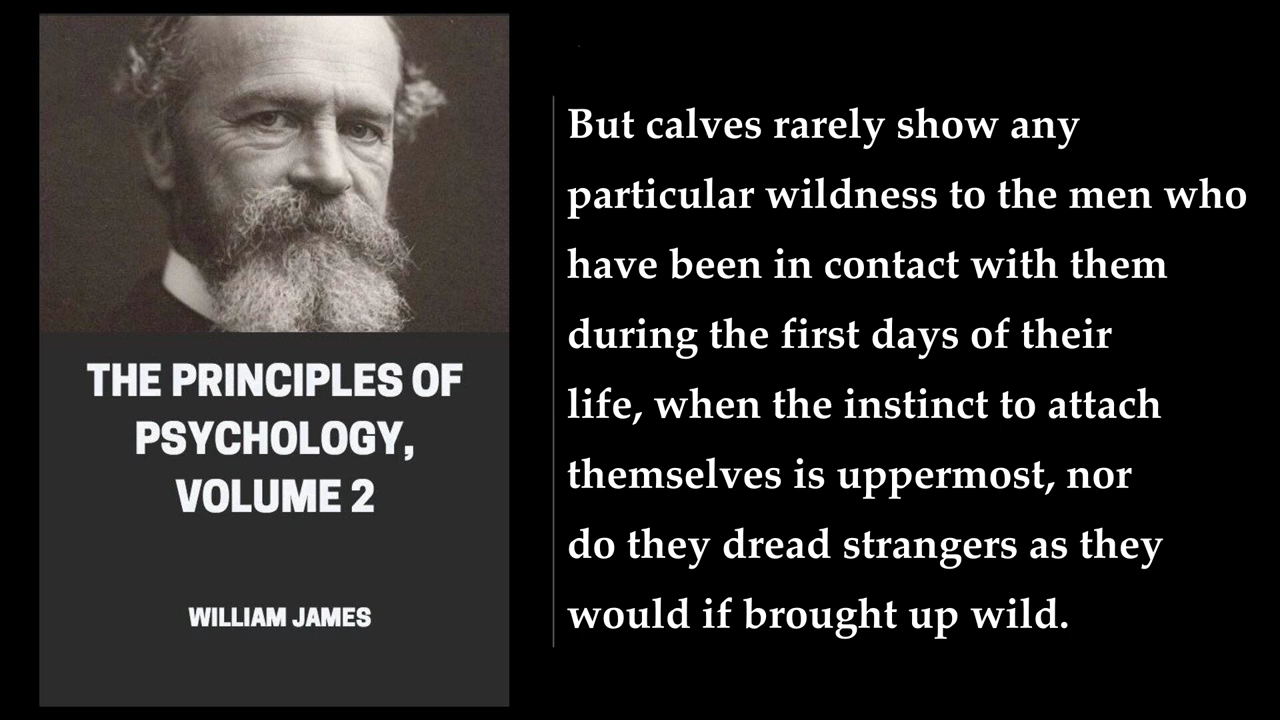 THE PRINCIPLES OF
PSYCHOLOGY,
VOLUME 2
WILLIAM JAMES
But calves rarely show any
particular wildness to the men who
have been in contact with them
during the first days of their
life, when the instinct to attach
themselves is uppermost, nor
do they dread strangers as they
would if brought up wild.